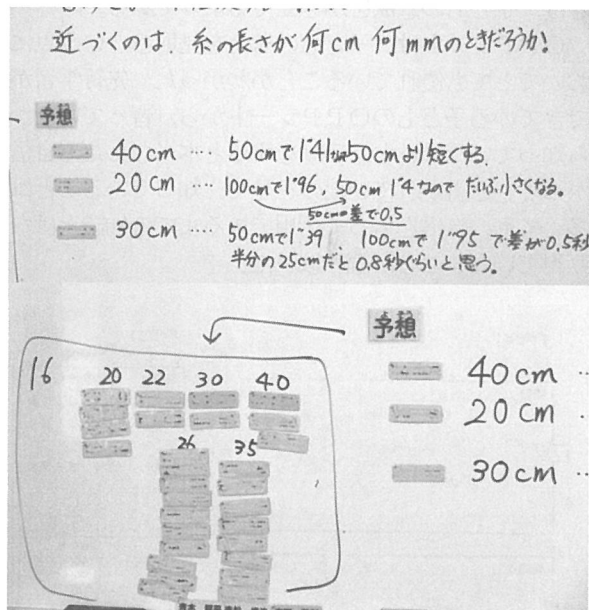 近づくのは、糸の長さが何cm何mmのときだろうか!
予想
40cm …‥ 50cmで1"41なので50cmより短くする。
20cm …‥ 100cmで1"96, 50cm 1"4なのでだいぶ小さくなる。
50cmの差で0.5
30cm …‥ 50cmで1"39、100cmで1"95で差が0.5秒
半分の25cmだと0.8秒ぐらいと思う。
予想
16 20 22 30 40
26 35
40cm ‥
20cm ‥
30cm ‥